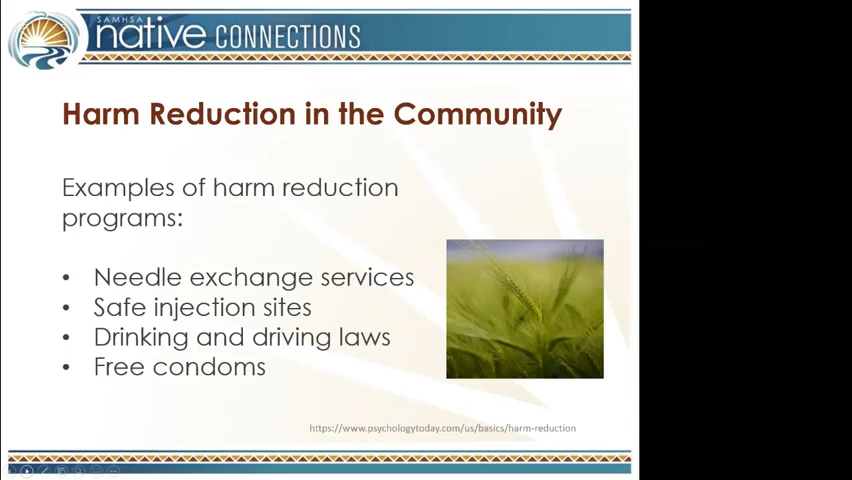 SAMHSA
native CONNECTIONS
Harm Reduction in the Community
Examples of harm reduction
programs:
• Needle exchange services
• Safe injection sites
• Drinking and driving laws
• Free condoms
https://www.psychologytoday.com/us/basics/harm-reduction